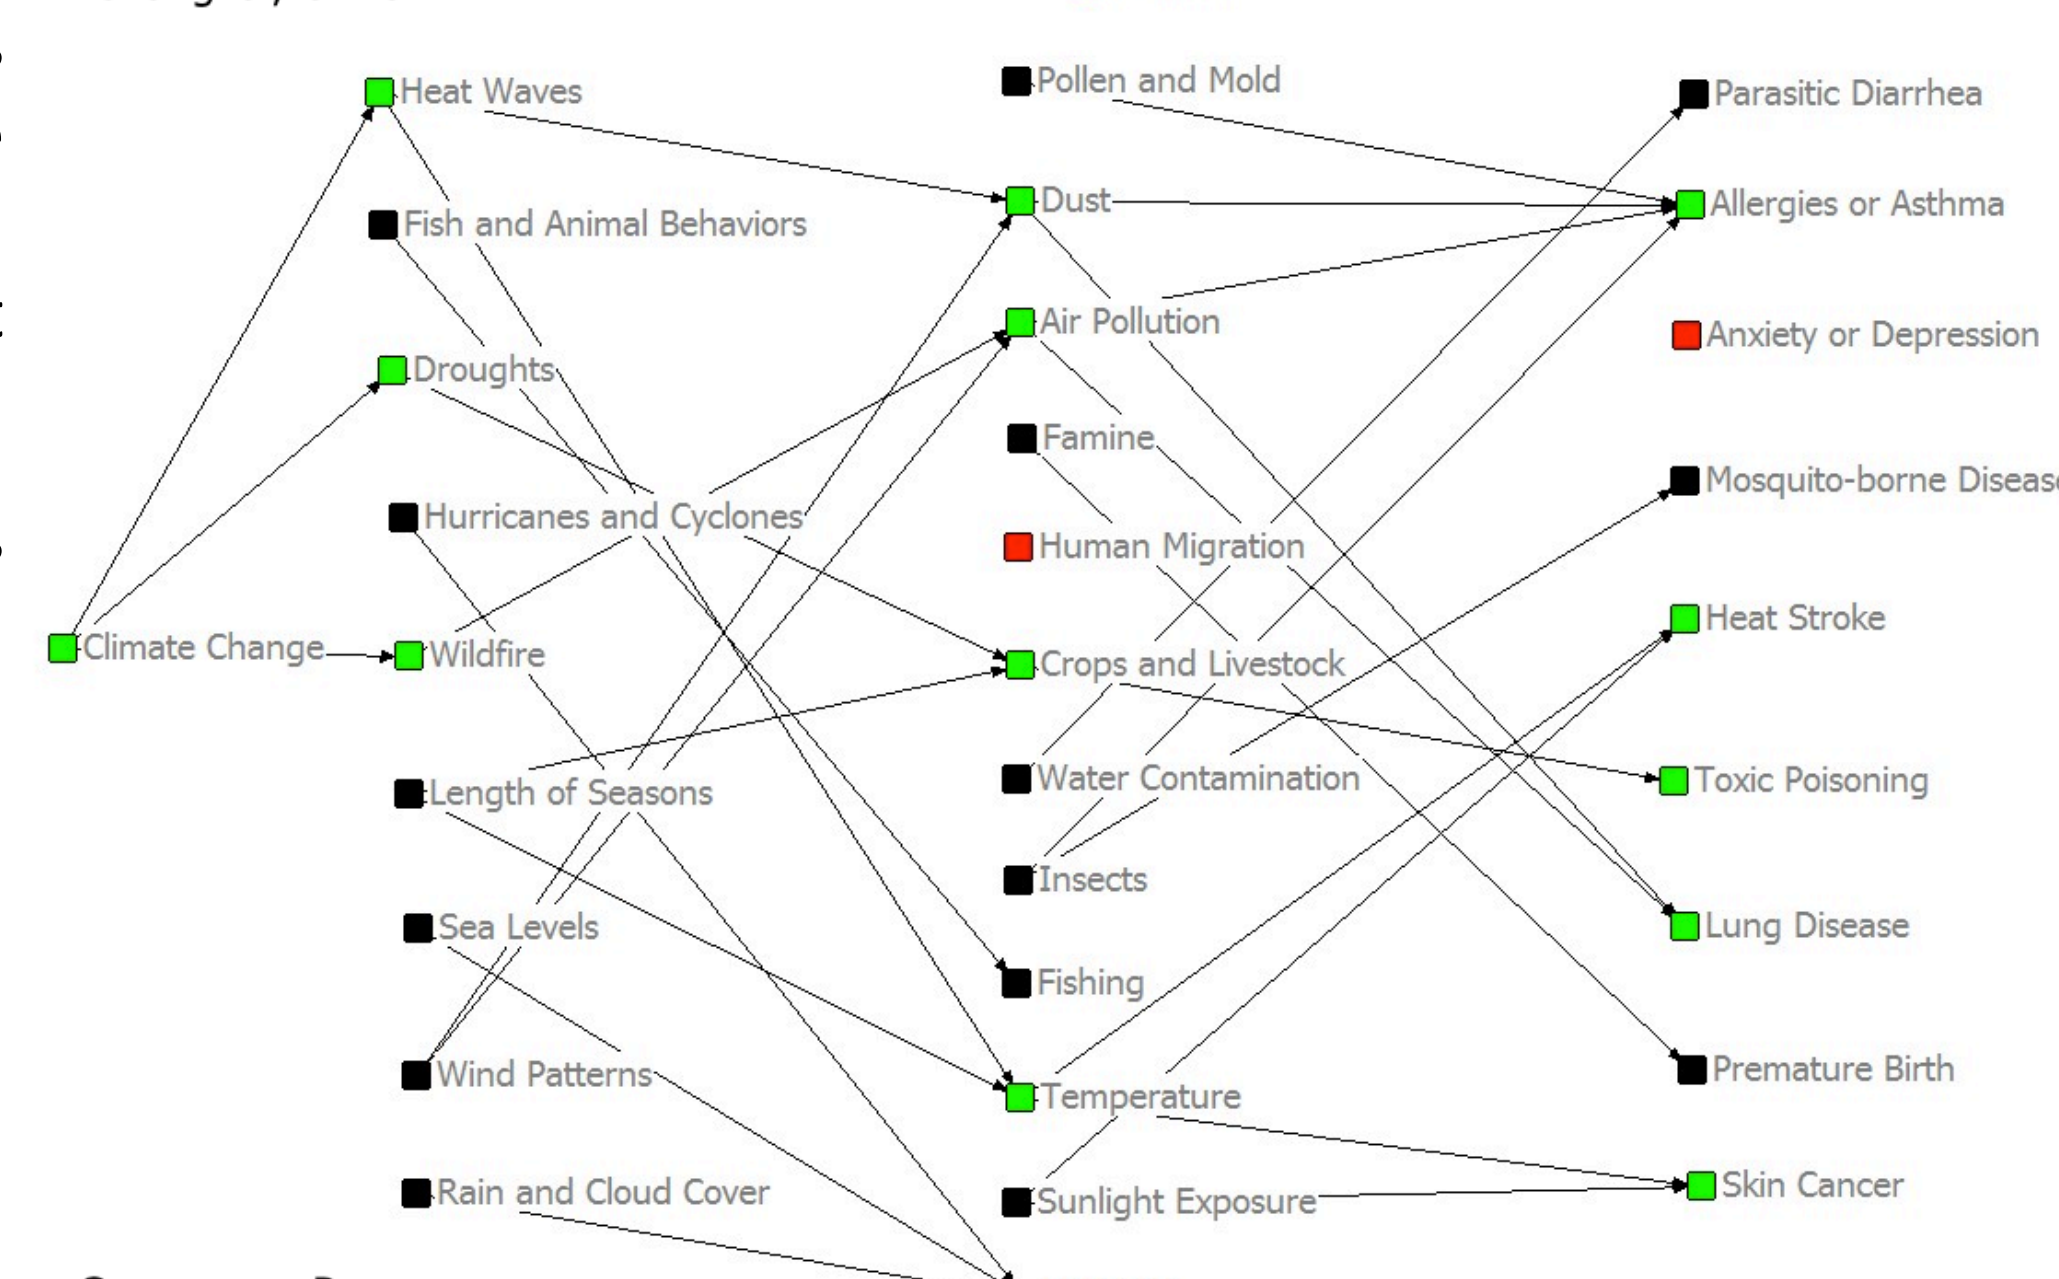 Heat Waves
Fish and Animal Behaviors
Droughts
Hurricanes and Cyclones
Climate Change
Wildfire
Length of Seasons
Sea Levels
Wind Patterns
Rain and Cloud Cover
Pollen and Mold
Dust
Air Pollution
Famine
Human Migration
Crops and Livestock
Water Contamination
Insects
Fishing
Temperature
Sunlight Exposure
Parasitic Diarrhea
Allergies or Asthma
Anxiety or Depression
Mosquito-borne Diseas
Heat Stroke
Toxic Poisoning
Lung Disease
Premature Birth
Skin Cancer